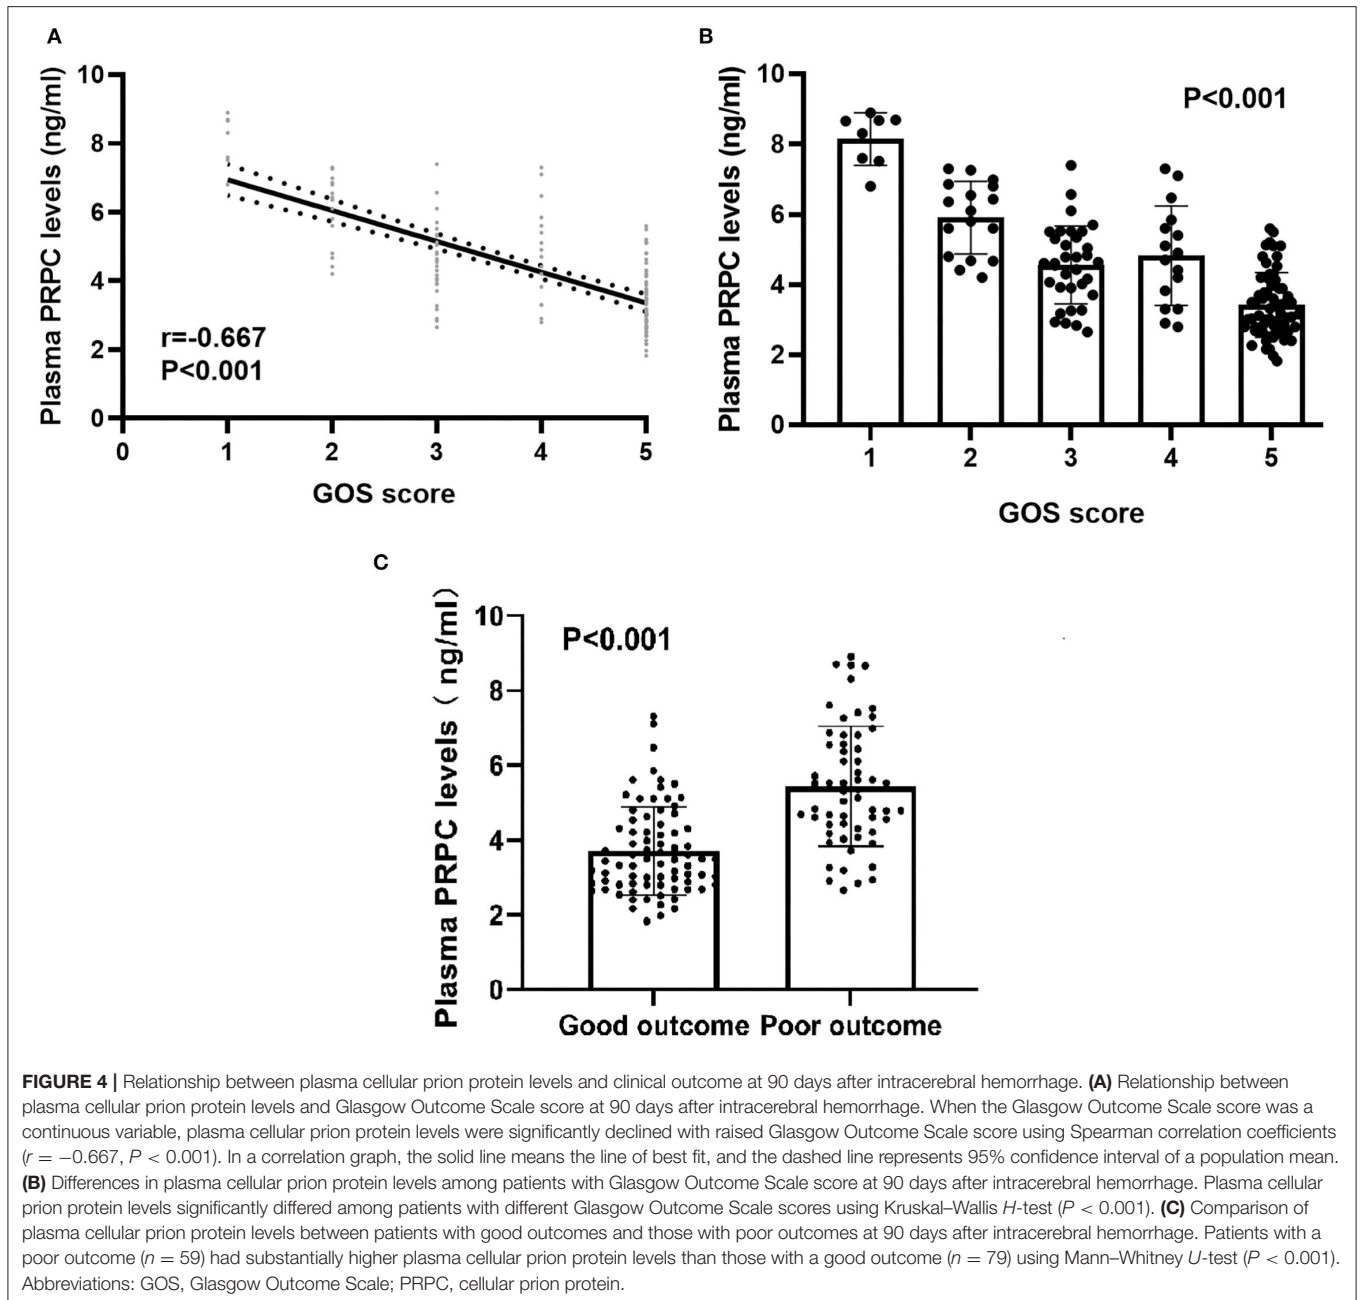 A
Plasma PRPC levels (ng/ml)
10
8
6
4
2
0
r=-0.667
P<0.001
0 1 2 3 4 5
GOS score
B
Plasma PRPC levels (ng/ml)
10
8
6
4
2
0
P<0.001
1 2 3 4 5
GOS score
C
Plasma PRPC levels（ng/ml）
10
8
6
4
2
0
P<0.001
Good outcome Poor outcome
FIGURE 4 | Relationship between plasma cellular prion protein levels and clinical outcome at 90 days after intracerebral hemorrhage. (A) Relationship between
plasma cellular prion protein levels and Glasgow Outcome Scale score at 90 days after intracerebral hemorrhage. When the Glasgow Outcome Scale score was a
continuous variable, plasma cellular prion protein levels were significantly declined with raised Glasgow Outcome Scale score using Spearman correlation coefficients
(r = −0.667, P < 0.001). In a correlation graph, the solid line means the line of best fit, and the dashed line represents 95% confidence interval of a population mean.
(B) Differences in plasma cellular prion protein levels among patients with Glasgow Outcome Scale score at 90 days after intracerebral hemorrhage. Plasma cellular
prion protein levels significantly differed among patients with different Glasgow Outcome Scale scores using Kruskal–Wallis H-test (P < 0.001). (C) Comparison of
plasma cellular prion protein levels between patients with good outcomes and those with poor outcomes at 90 days after intracerebral hemorrhage. Patients with a
poor outcome (n = 59) had substantially higher plasma cellular prion protein levels than those with a good outcome (n = 79) using Mann–Whitney U-test (P < 0.001).
Abbreviations: GOS, Glasgow Outcome Scale; PRPC, cellular prion protein.